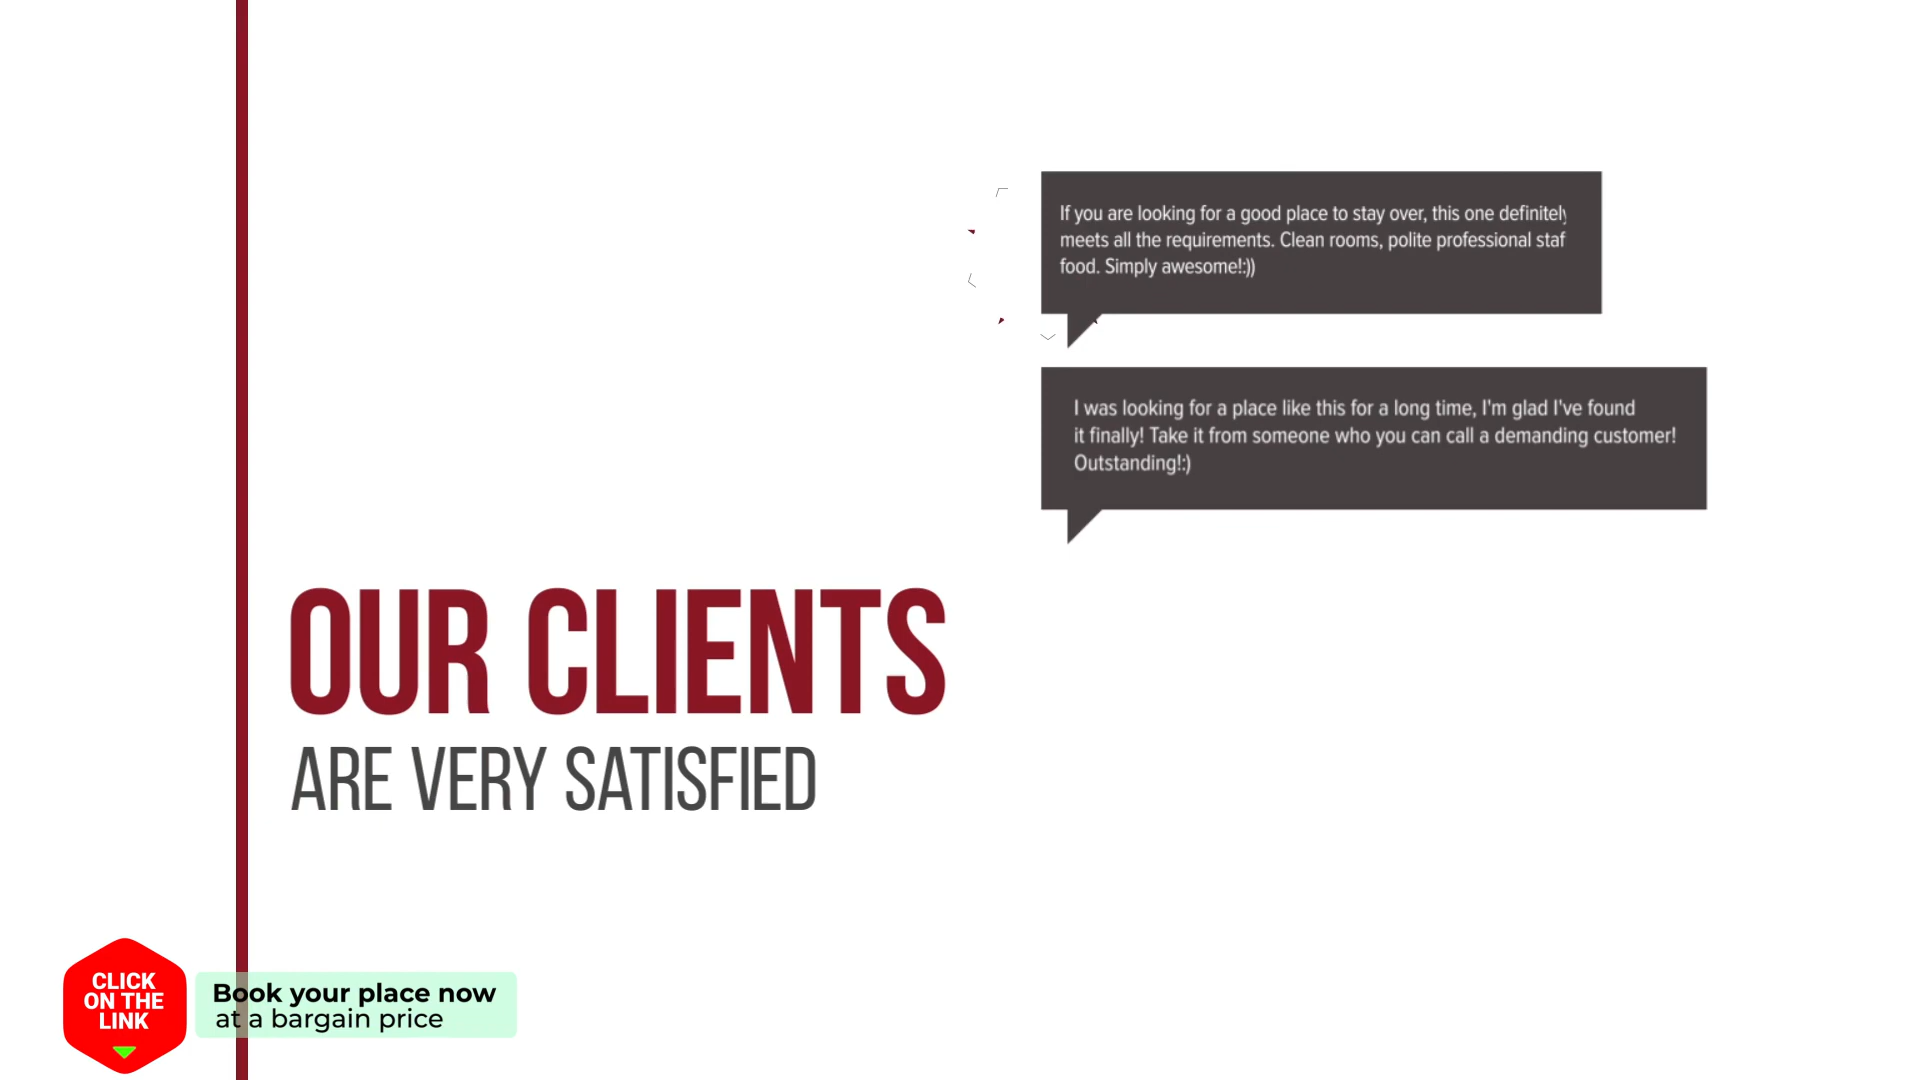 If you are looking for a good place to stay over, this one definitely
meets all the requirements. Clean rooms, polite professional staf
food. Simply awesome!:))
I was looking for a place like this for a long time, I'm glad I've found
it finally! Take it from someone who you can call a demanding customer!
Outstanding!:)
OUR CLIENTS
ARE VERY SATISFIED
CLICK
ON THE
LINK
Book your place now
at a bargain price